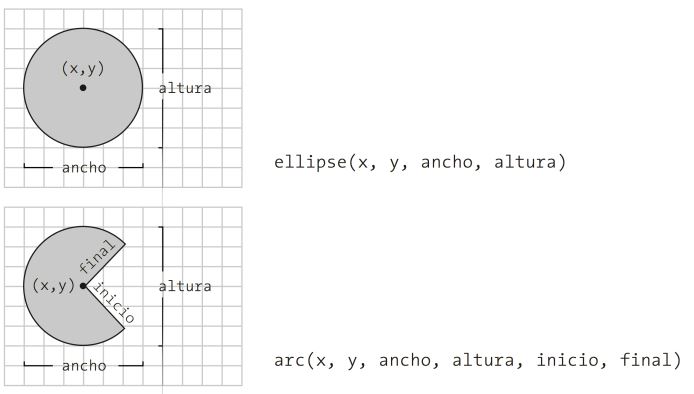 (x,y)
altura
ancho
ellipse(x, y, ancho, altura)
final
(x,y)
inicio
altura
ancho
arc(x, y, ancho, altura, inicio, final)